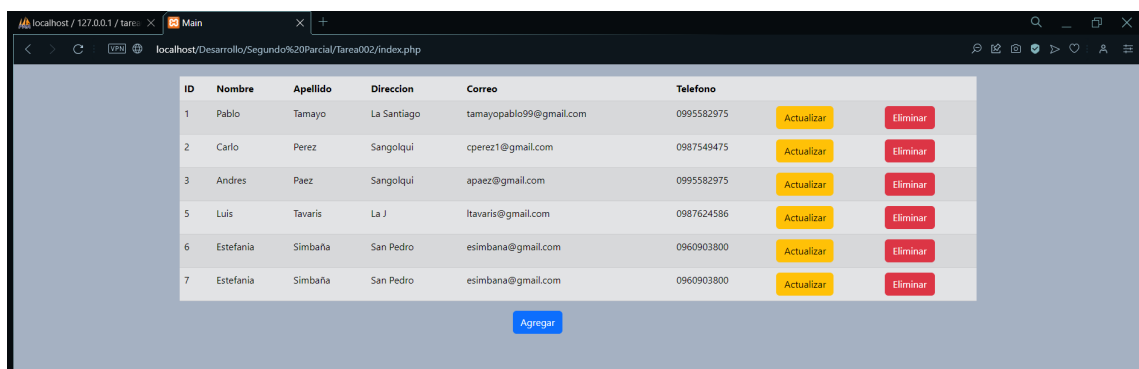 localhost / 127.0.0.1 / tarea Main
VPN localhost/Desarrollo/Segundo%20Parcial/Tarea002/index.php
ID Nombre Apellido Direccion Correo Telefono
1 Pablo Tamayo La Santiago tamayopablo99@gmail.com 0995582975 Actualizar Eliminar
2 Carlo Perez Sangolqui cperez1@gmail.com 0987549475 Actualizar Eliminar
3 Andres Paez Sangolqui apaez@gmail.com 0995582975 Actualizar Eliminar
5 Luis Tavaris La J ltavaris@gmail.com 0987624586 Actualizar Eliminar
6 Estefania Simbaña San Pedro esimbana@gmail.com 0960903800 Actualizar Eliminar
7 Estefania Simbaña San Pedro esimbana@gmail.com 0960903800 Actualizar Eliminar
Agregar